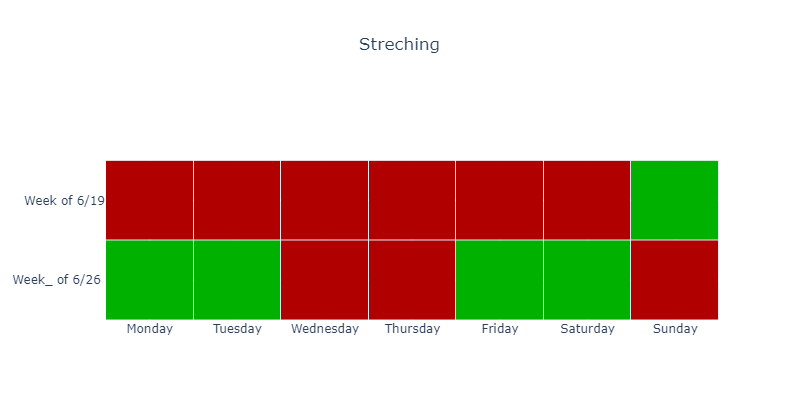 Streching
Week of 6/19
Week_ of 6/26
Monday Tuesday Wednesday Thursday Friday Saturday Sunday